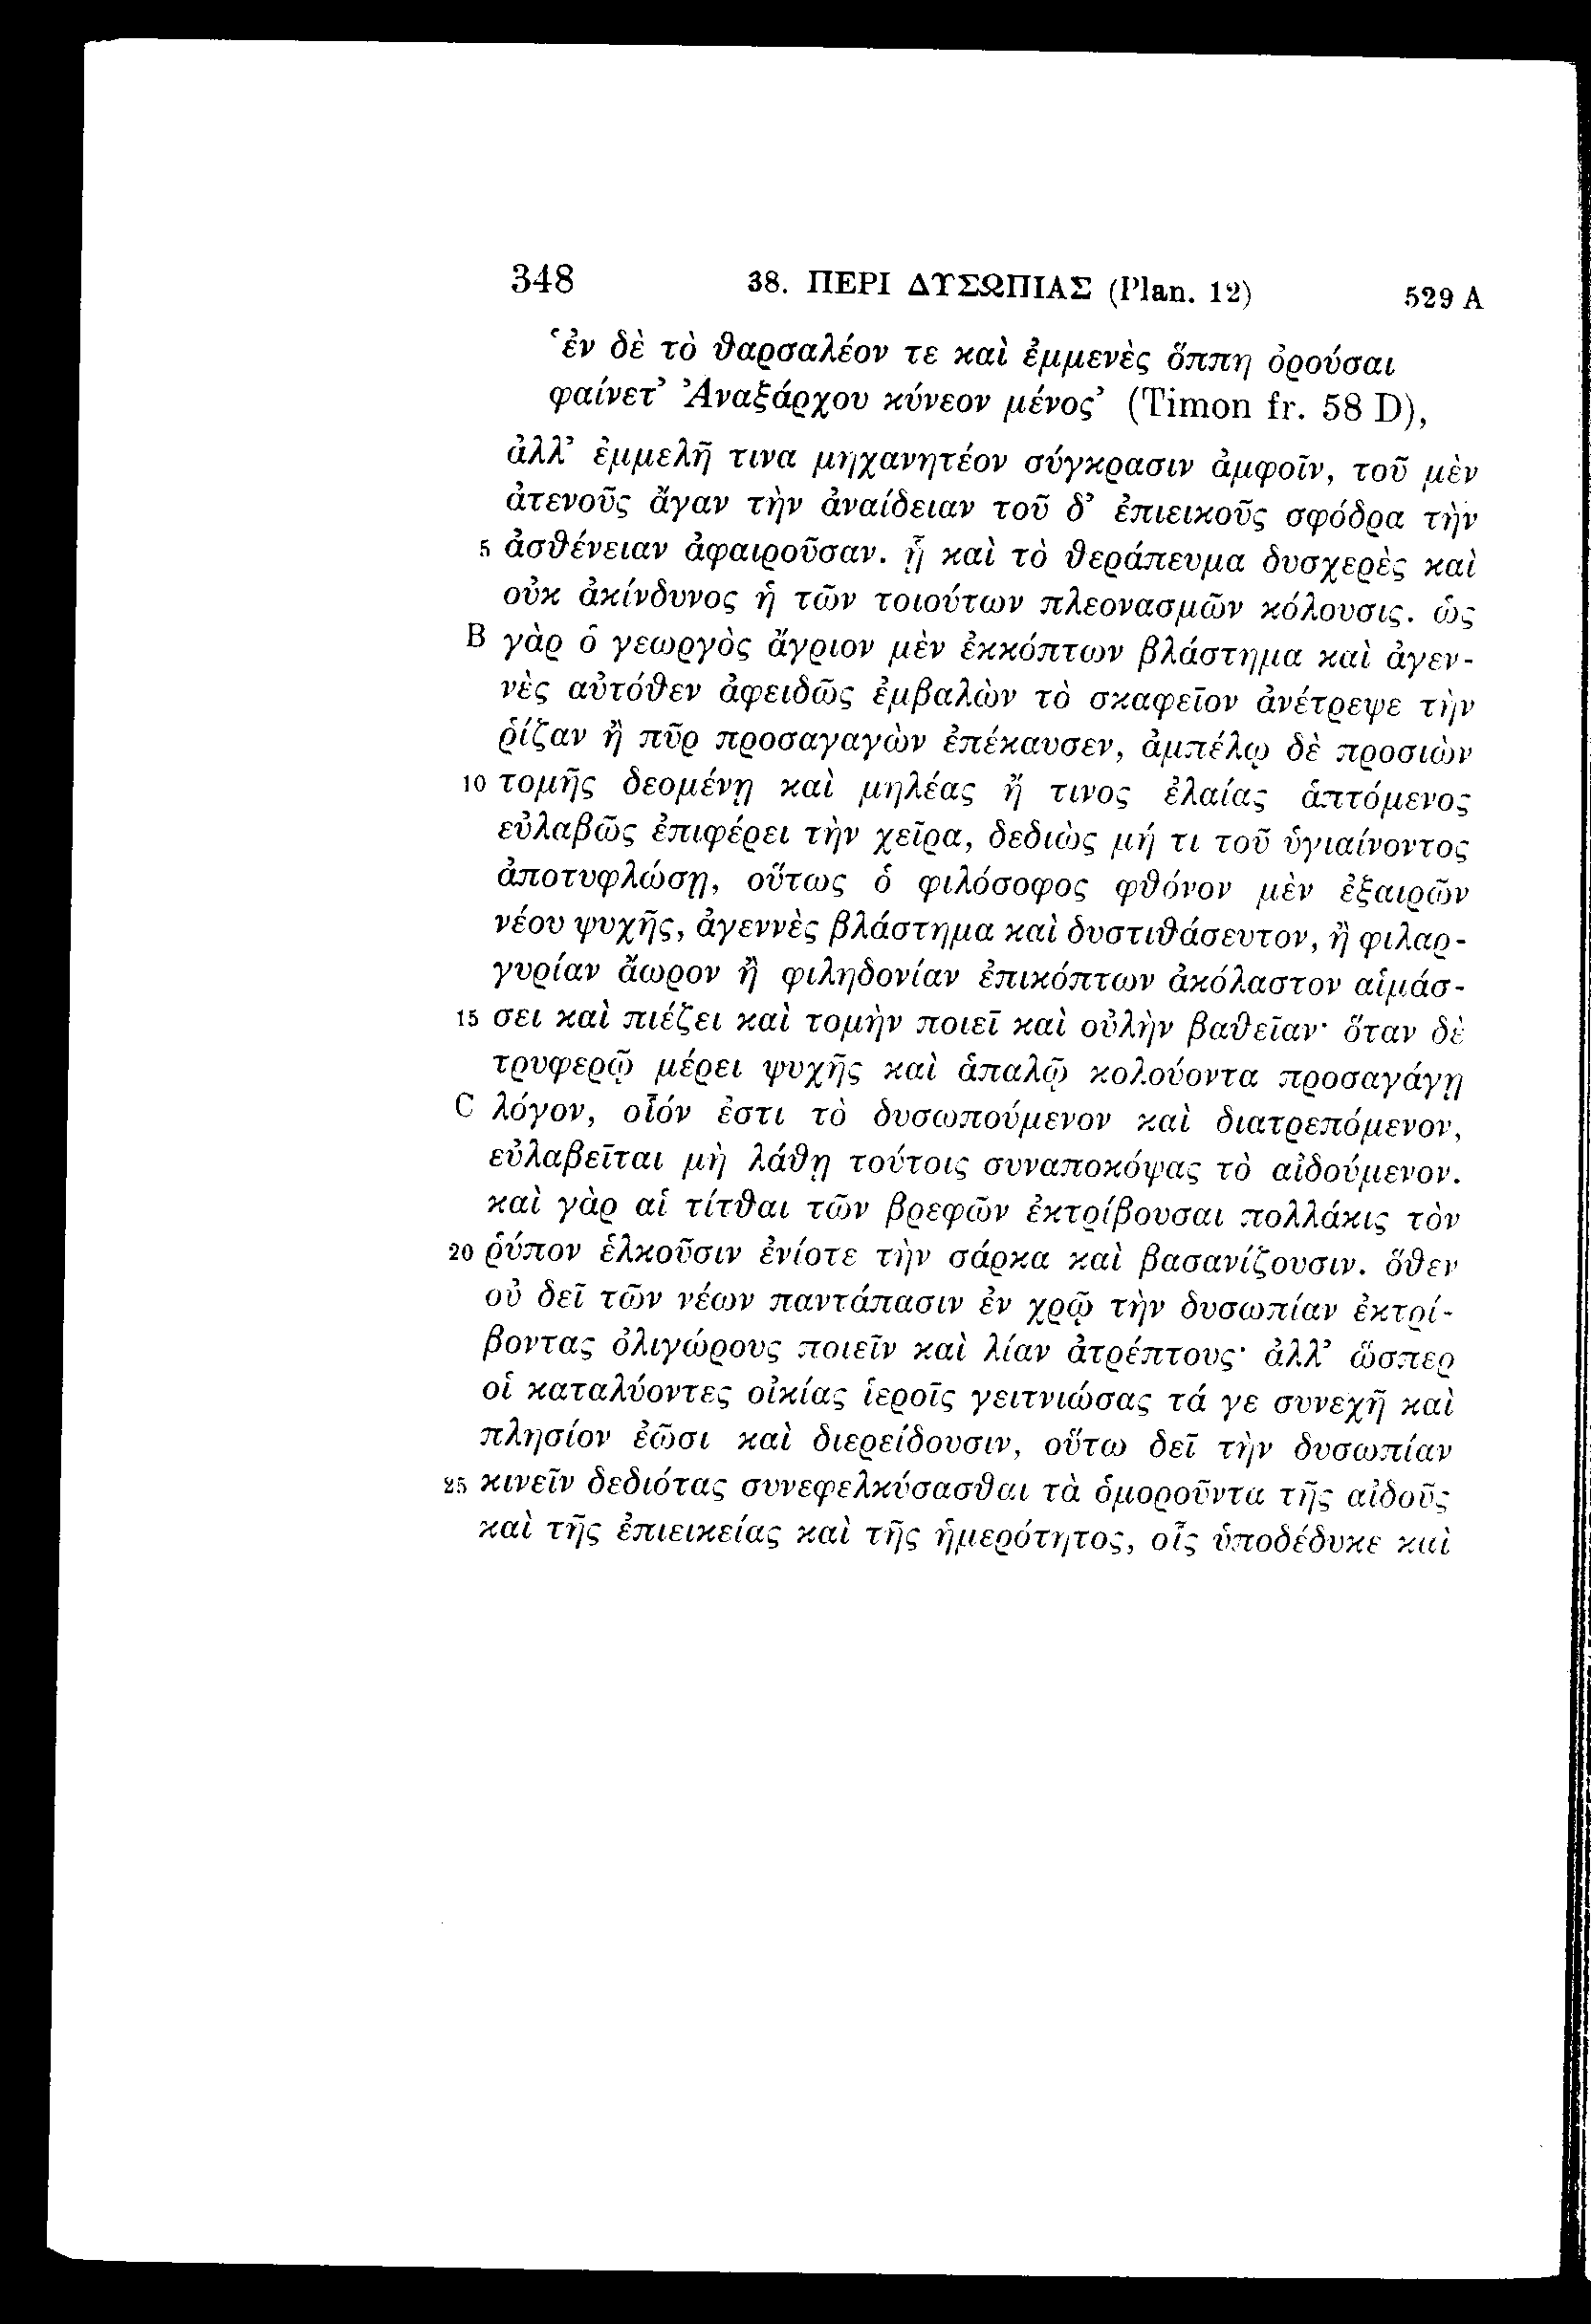 348 38. ΠΕΡΙ ΔΥΣΩΠΙΑΣ (Plan. 12) 529 A
‘ἐν δὲ τὸ θαρσαλέον τε καὶ ἐμμενὲς ὅππη ὀρούσαι
φαίνετ’ Ἀναξάρχου κύνεον μένος’ (Timon fr. 58 D),
ἀλλ’ ἐμμελῆ τινα μηχανητέον σύγκρασιν ἀμφοῖν, τοῦ μὲν
ἀτενοῦς ἄγαν τὴν ἀναίδειαν τοῦ δ’ ἐπιεικοῦς σφόδρα τὴν
5 ἀσθένειαν ἀφαιροῦσαν. ᾗ καὶ τὸ θεράπευμα δυσχερὲς καὶ
οὐκ ἀκίνδυνος ἡ τῶν τοιούτων πλεονασμῶν κόλουσις. ὡς
B γὰρ ὁ γεωργὸς ἄγριον μὲν ἐκκόπτων βλάστημα καὶ ἀγεν-
νὲς αὐτόθεν ἀφειδῶς ἐμβαλὼν τὸ σκαφεῖον ἀνέτρεψε τὴν
ῥίζαν ἢ πῦρ προσαγαγὼν ἐπέκαυσεν, ἀμπέλῳ δὲ προσιὼν
10 τομῆς δεομένῃ καὶ μηλέας ἤ τινος ἐλαίας ἁπτόμενος
εὐλαβῶς ἐπιφέρει τὴν χεῖρα, δεδιὼς μή τι τοῦ ὑγιαίνοντος
ἀποτυφλώσῃ, οὕτως ὁ φιλόσοφος φθόνον μὲν ἐξαιρῶν
νέου ψυχῆς, ἀγεννὲς βλάστημα καὶ δυστιθάσευτον, ἢ φιλαρ-
γυρίαν ἄωρον ἢ φιληδονίαν ἐπικόπτων ἀκόλαστον αἱμάσ-
15 σει καὶ πιέζει καὶ τομὴν ποιεῖ καὶ οὐλὴν βαθεῖαν· ὅταν δὲ
τρυφερῷ μέρει ψυχῆς καὶ ἁπαλῷ κολούοντα προσαγάγῃ
C λόγον, οἷόν ἐστι τὸ δυσωπούμενον καὶ διατρεπόμενον,
εὐλαβεῖται μὴ λάθῃ τούτοις συναποκόψας τὸ αἰδούμενον.
καὶ γὰρ αἱ τίτθαι τῶν βρεφῶν ἐκτρίβουσαι πολλάκις τὸν
20 ῥύπον ἑλκοῦσιν ἐνίοτε τὴν σάρκα καὶ βασανίζουσιν. ὅθεν
οὐ δεῖ τῶν νέων παντάπασιν ἐν χρῷ τὴν δυσωπίαν ἐκτρί-
βοντας ὀλιγώρους ποιεῖν καὶ λίαν ἀτρέπτους· ἀλλ’ ὥσπερ
οἱ καταλύοντες οἰκίας ἱεροῖς γειτνιώσας τά γε συνεχῆ καὶ
πλησίον ἐῶσι καὶ διερείδουσιν, οὕτω δεῖ τὴν δυσωπίαν
25 κινεῖν δεδιότας συνεφελκύσασθαι τὰ ὁμοροῦντα τῆς αἰδοῦς
καὶ τῆς ἐπιεικείας καὶ τῆς ἡμερότητος, οἷς ὑποδέδυκε καὶ